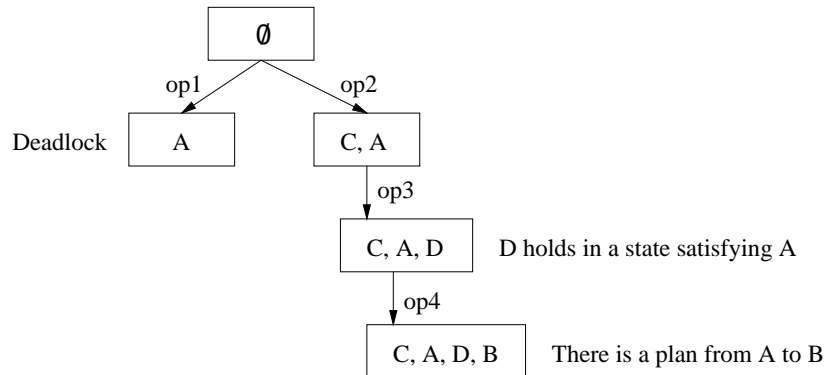 ∅
op1
op2
Deadlock
A
C, A
op3
C, A, D
D holds in a state satisfying A
op4
C, A, D, B
There is a plan from A to B